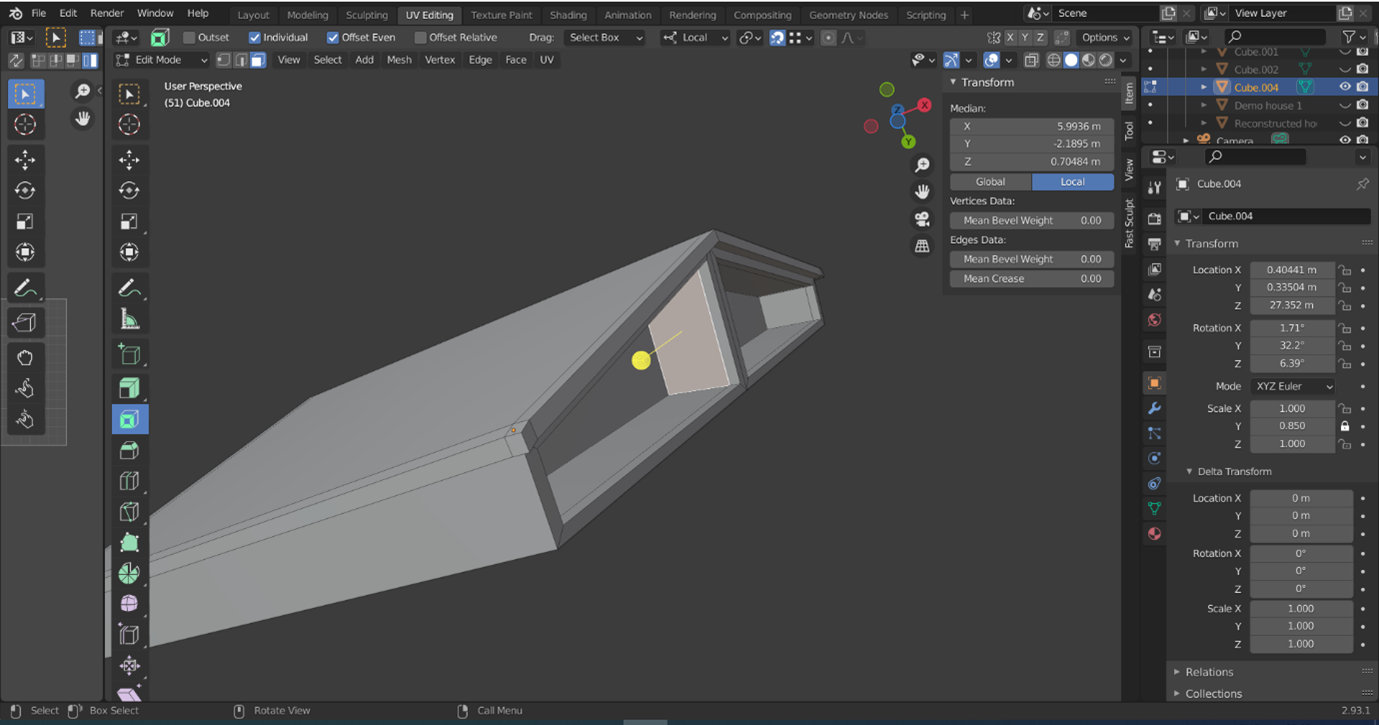 File Edit Render Window Help Layout Modeling Sculpting UV Editing Texture Paint Shading Animation Rendering Compositing Geometry Nodes Scripting + Scene View Layer
Outset Individual Offset Even Offset Relative Drag: Select Box Local X Y Z Options
Edit Mode View Select Add Mesh Vertex Edge Face UV
User Perspective
(51) Cube.004
Transform
Median:
X 5.9936 m
Y -2.1895 m
Z 0.70484 m
Global Local
Vertices Data:
Mean Bevel Weight 0.00
Edges Data:
Mean Bevel Weight 0.00
Mean Crease 0.00
Item
Tool
View
Fast Sculpt
X
Y
Z
Cube.001
Cube.002
Cube.004
Demo house 1
Reconstructed ho
Camera
Cube.004
Cube.004
Transform
Location X 0.40441 m
Y 0.33504 m
Z 27.352 m
Rotation X 1.71°
Y 32.2°
Z 6.39°
Mode XYZ Euler
Scale X 1.000
Y 0.850
Z 1.000
Delta Transform
Location X 0 m
Y 0 m
Z 0 m
Rotation X 0°
Y 0°
Z 0°
Scale X 1.000
Y 1.000
Z 1.000
Relations
Collections
Select Box Select Rotate View Call Menu 2.93.1